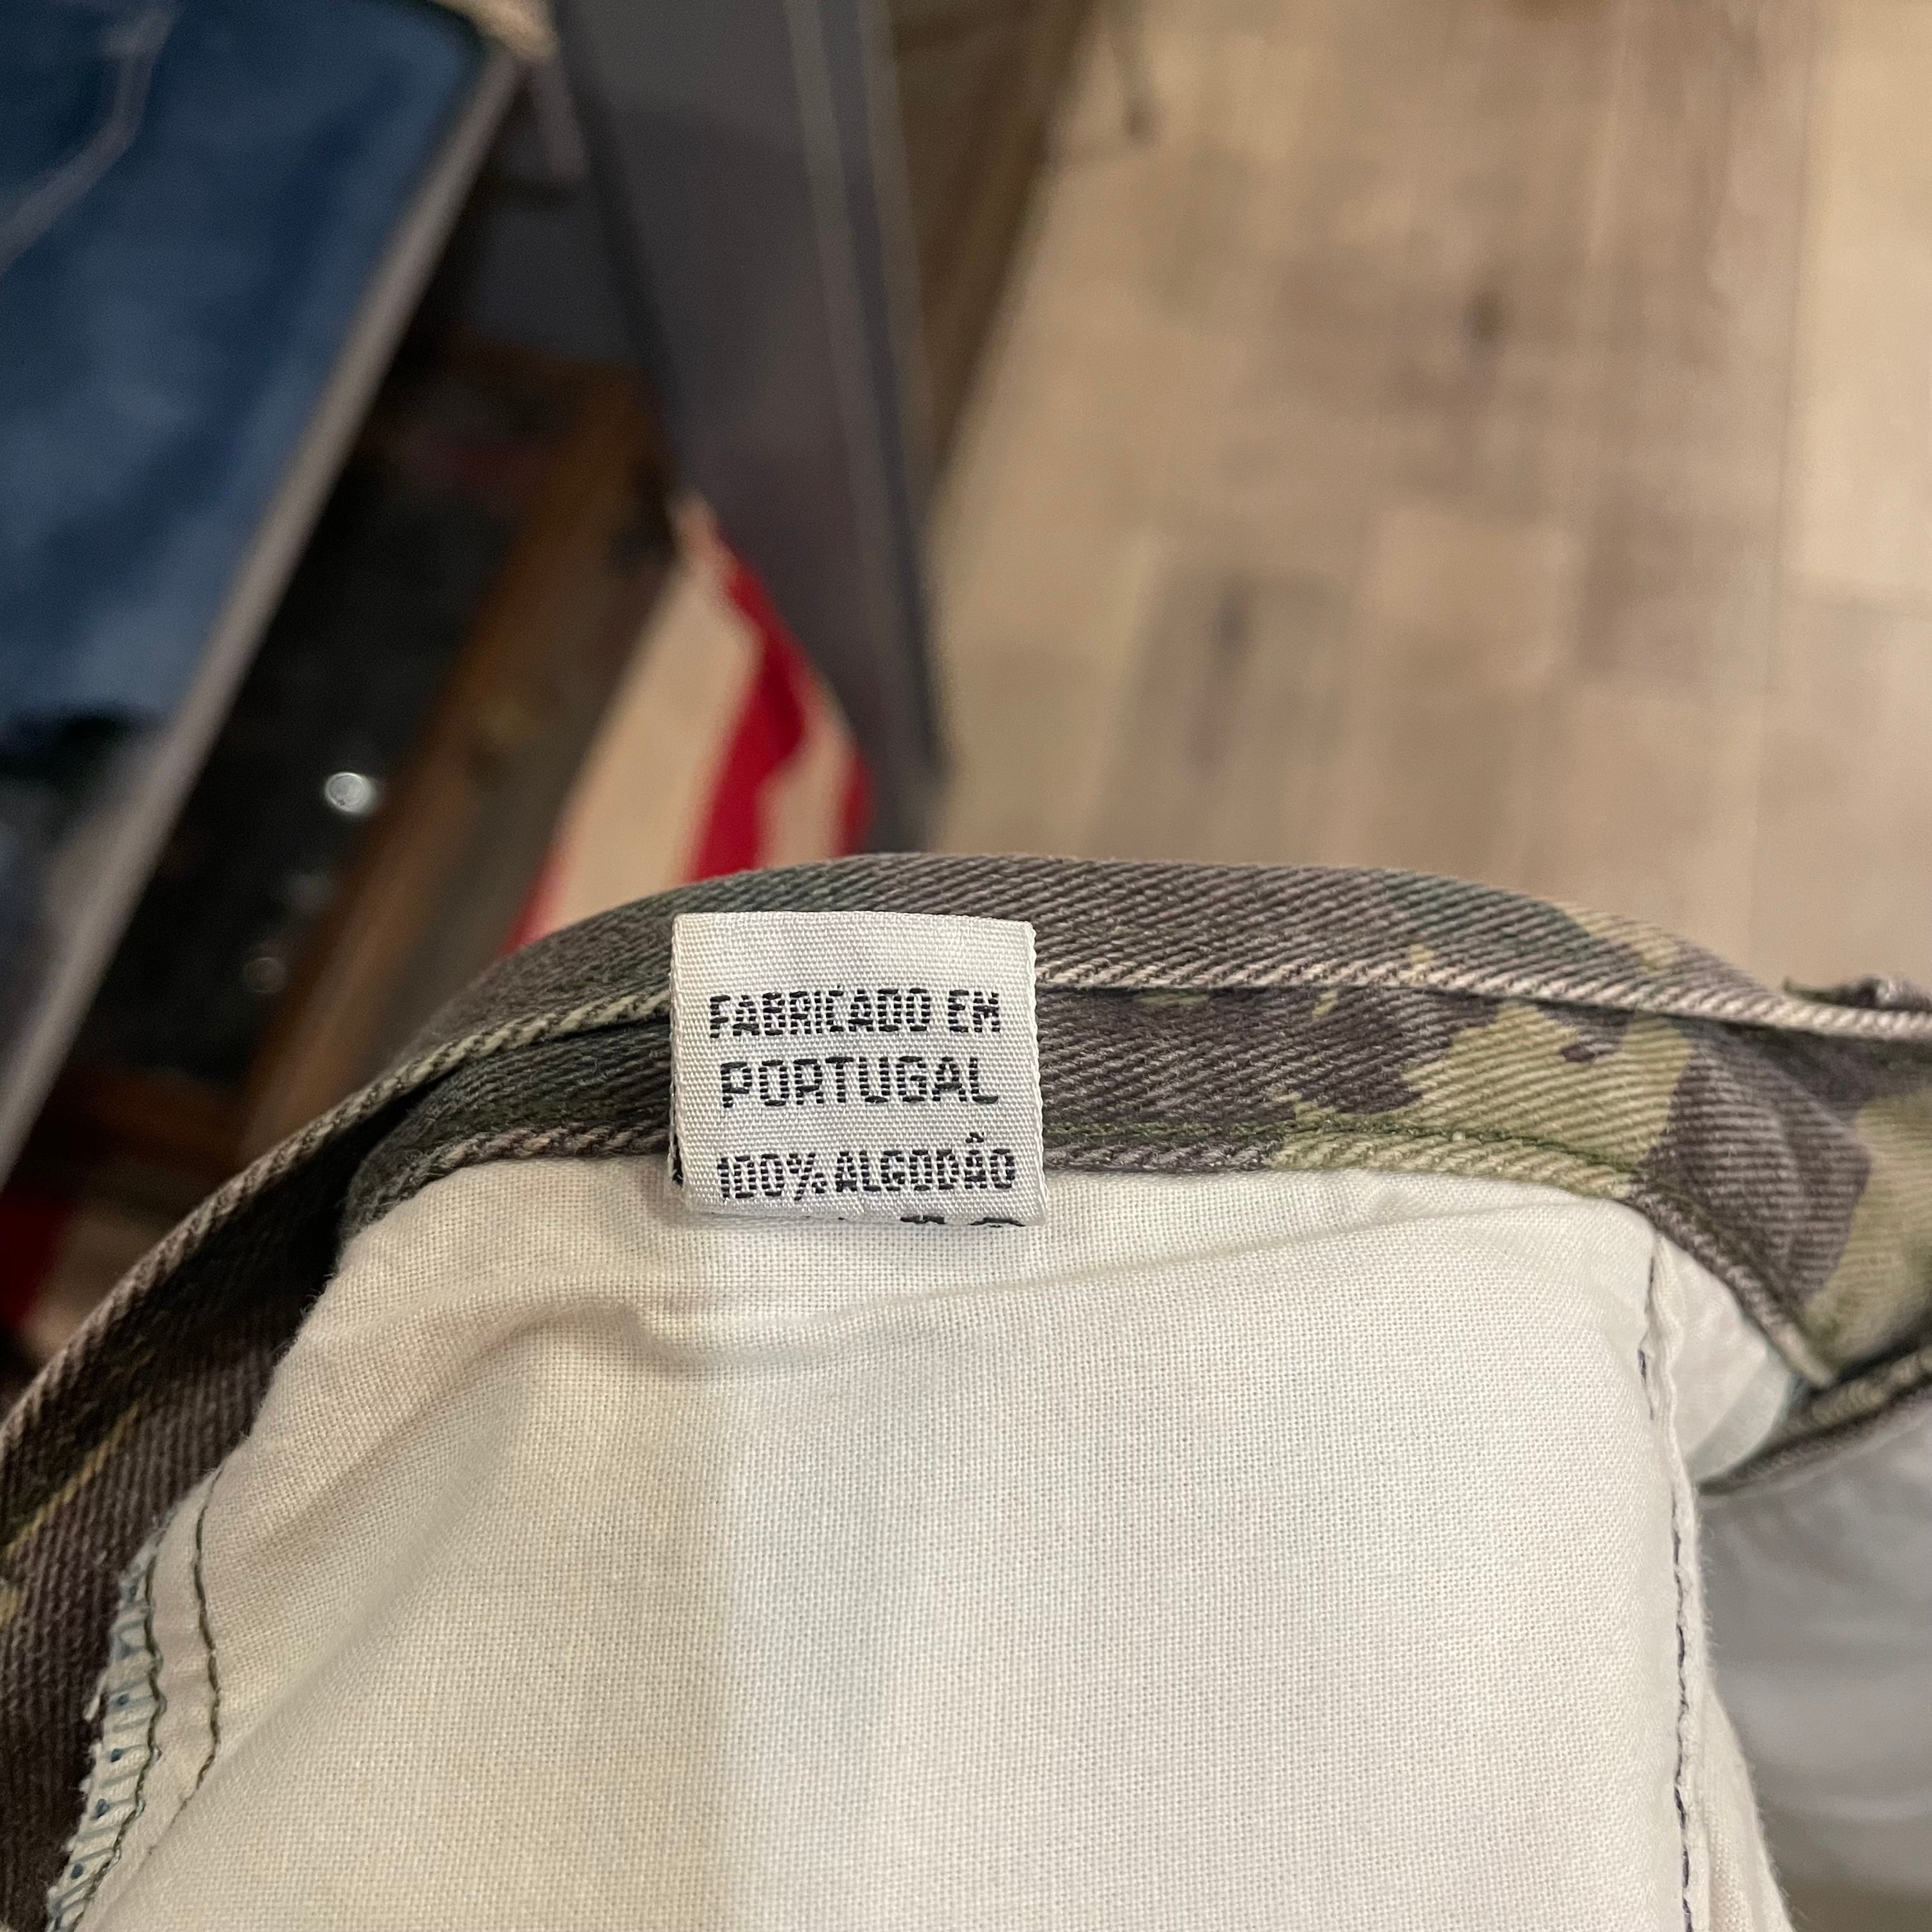 FABRICADO EM
PORTUGAL
100% ALGODÃO